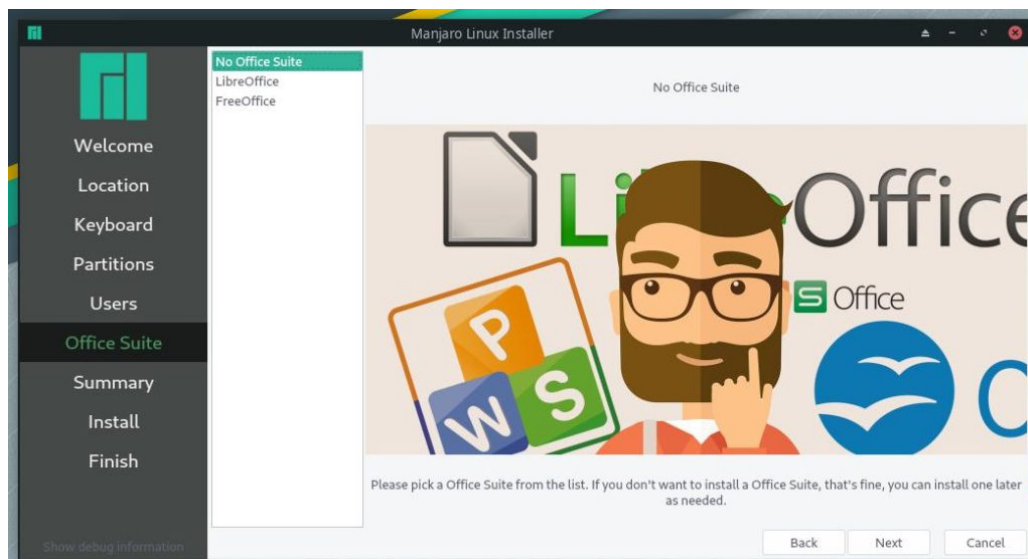 Manjaro Linux Installer
Welcome
Location
Keyboard
Partitions
Users
Office Suite
Summary
Install
Finish
Show debug information
No Office Suite
LibreOffice
FreeOffice
No Office Suite
Li e Office
S Office
P
W S
O
Please pick a Office Suite from the list. If you don't want to install a Office Suite, that's fine, you can install one later
as needed.
Back Next Cancel